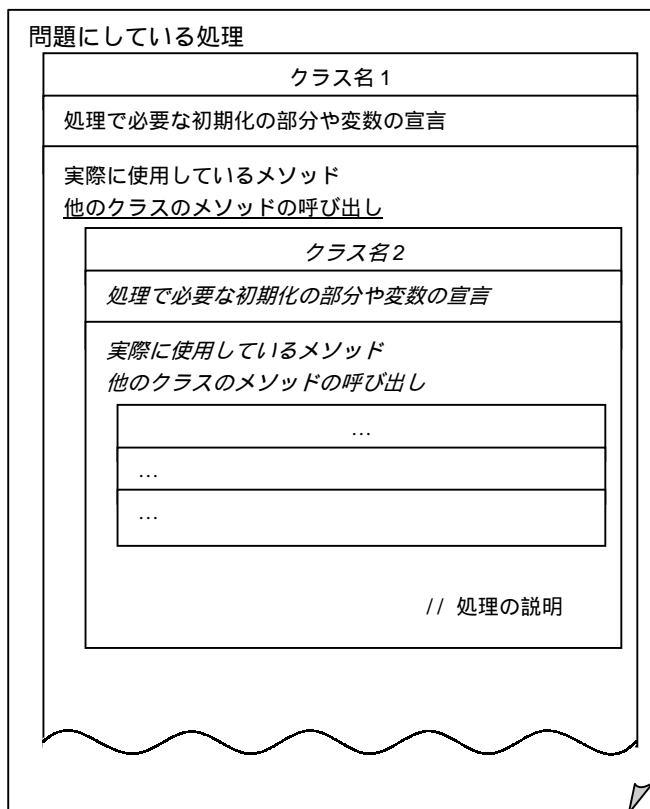 問題にしている処理
クラス名 1
処理で必要な初期化の部分や変数の宣言
実際に使用しているメソッド
他のクラスのメソッドの呼び出し
クラス名 2
処理で必要な初期化の部分や変数の宣言
実際に使用しているメソッド
他のクラスのメソッドの呼び出し
…
…
…
// 処理の説明